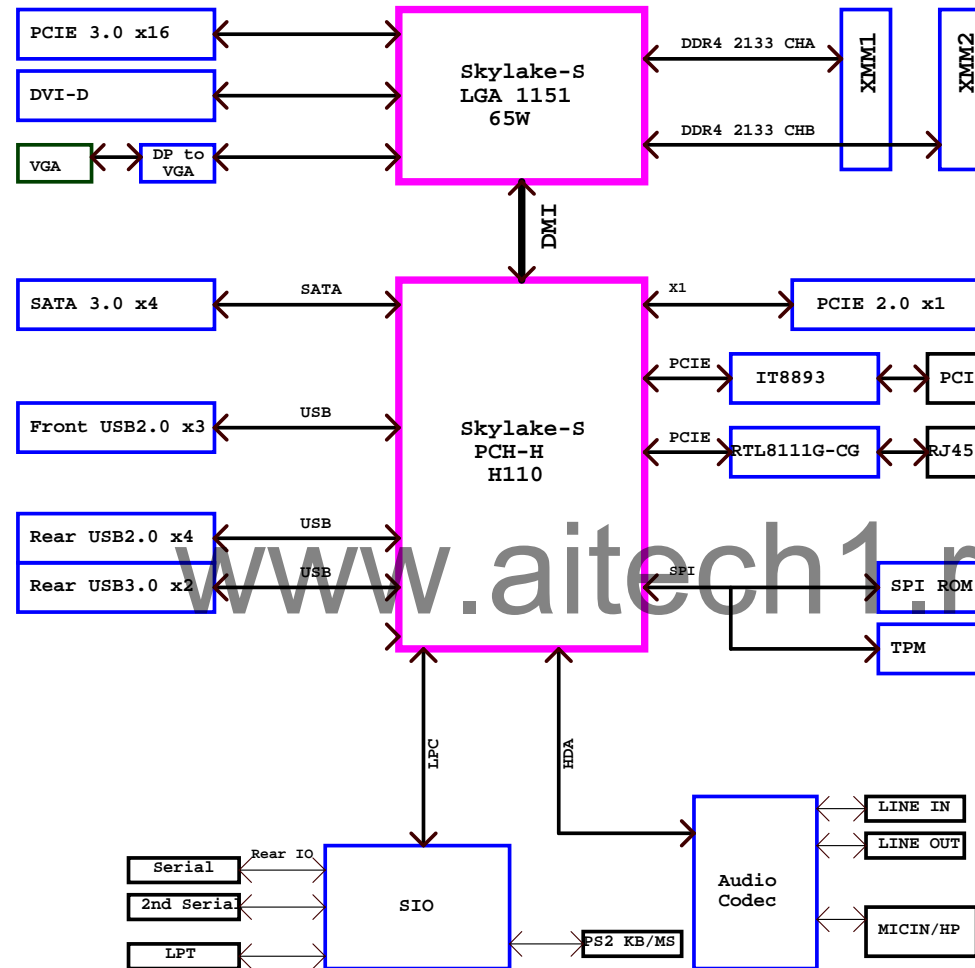 PCIE 3.0 x16
DVI-D
VGA
DP to
VGA
Skylake-S
LGA 1151
65W
DDR4 2133 CHA
DDR4 2133 CHB
XMM1
XMM2
DMI
SATA 3.0 x4
SATA
Front USB2.0 x3
USB
Rear USB2.0 x4
USB
Rear USB3.0 x2
USB
Skylake-S
PCH-H
H110
X1
PCIE 2.0 x1
PCIE
IT8893
PCI
PCIE
RTL8111G-CG
RJ45
www.aitech1.r
SPI
SPI ROM
TPM
LPC
HDA
Serial
Rear IO
2nd Serial
LPT
SIO
PS2 KB/MS
Audio
Codec
LINE IN
LINE OUT
MICIN/HP